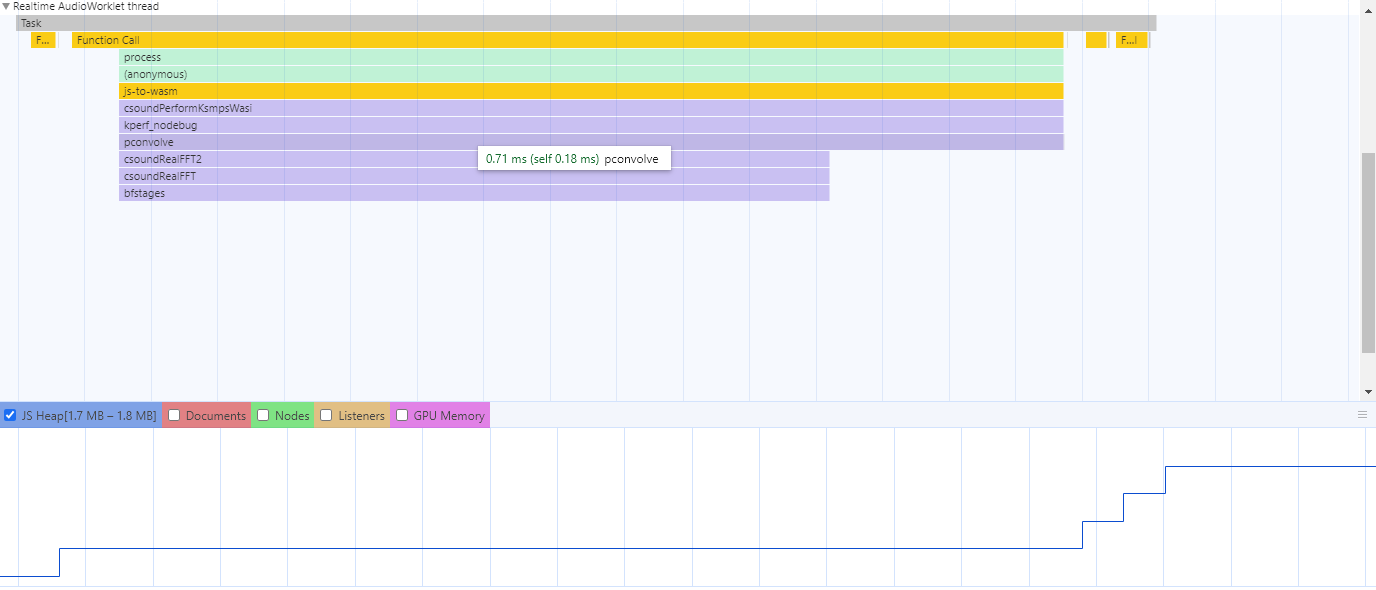 Realtime AudioWorklet thread
Task
F... Function Call F...l
process
(anonymous)
js-to-wasm
csoundPerformKsmpsWasi
kperf_nodebug
pconvolve
csoundRealFFT2
0.71 ms (self 0.18 ms) pconvolve
csoundRealFFT
bfstages
JS Heap[1.7 MB – 1.8 MB] Documents Nodes Listeners GPU Memory